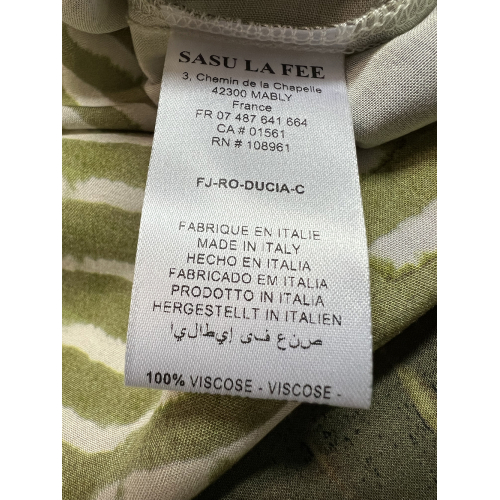 SASU LA FEE
3, Chemin de la Chapelle
42300 MABLY
France
FR 07 487 641 664
CA # 01561
RN # 108961
FJ-RO-DUCIA-C
FABRIQUE EN ITALIE
MADE IN ITALY
HECHO EN ITALIA
FABRICADO EM ITÁLIA
PRODOTTO IN ITALIA
HERGESTELLT IN ITALIEN
صنع فى إيطاليا
100% VISCOSE - VISCOSE -